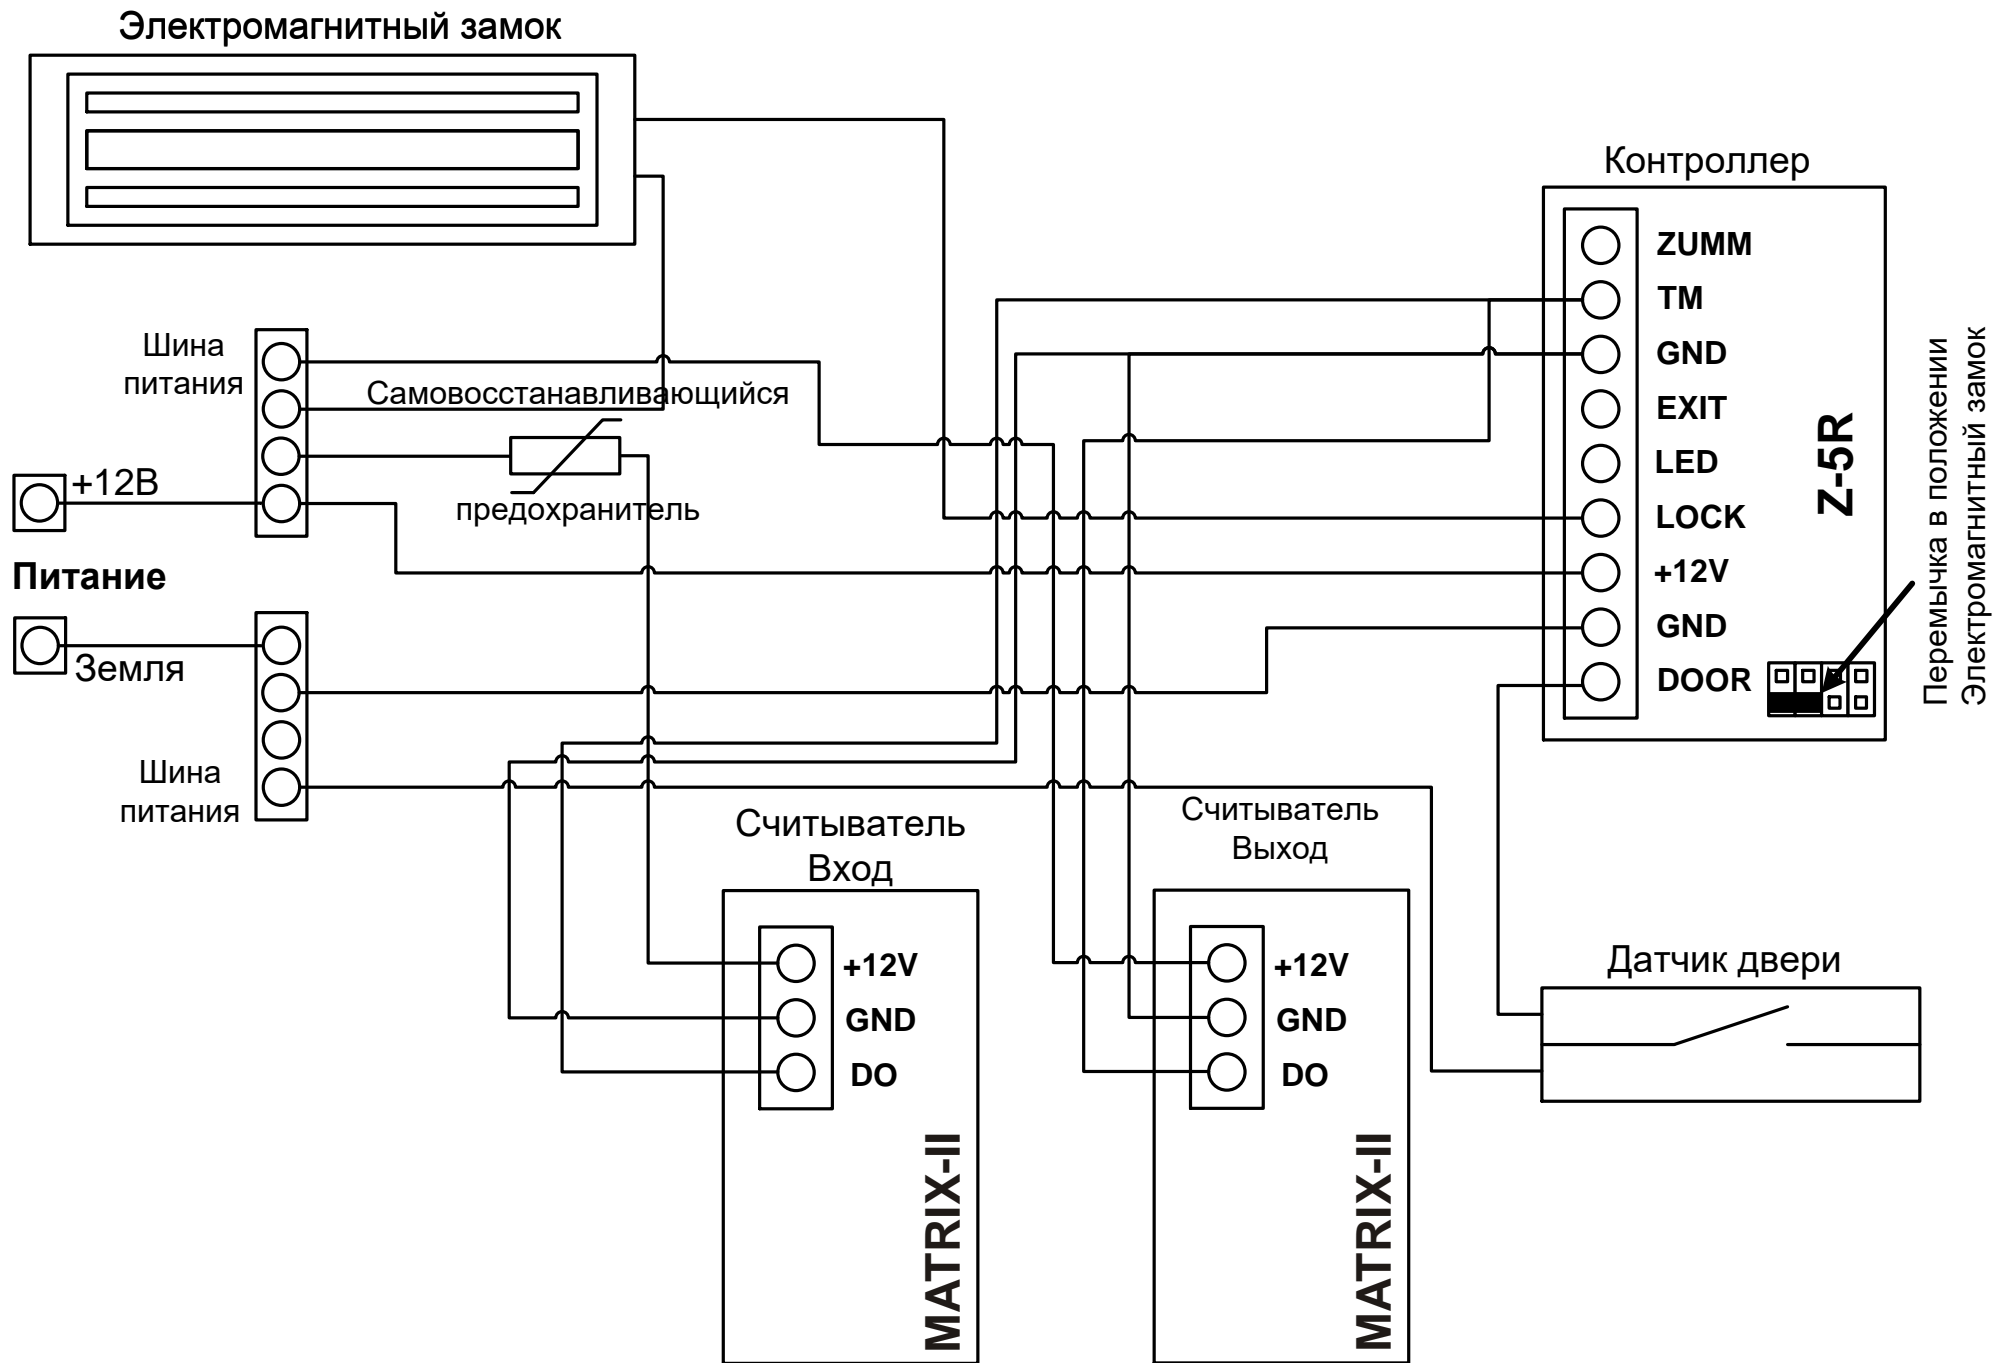 Электромагнитный замок
Контроллер
ZUMM
TM
GND
EXIT
LED
LOCK
+12V
GND
DOOR
Z-5R
Перемычка в положении
Электромагнитный замок
Шина
питания
Самовосстанавливающийся
предохранитель
+12В
Питание
Земля
Шина
питания
Считыватель
Вход
+12V
GND
DO
MATRIX-II
Считыватель
Выход
+12V
GND
DO
MATRIX-II
Датчик двери